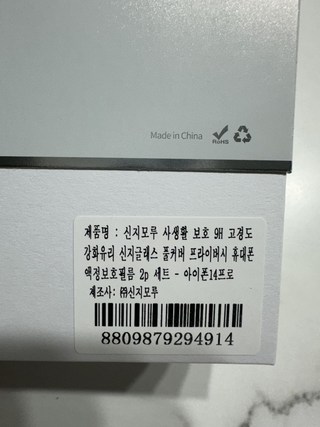 Made in China
RoHS
제품명 : 신지모루 사생활 보호 9H 고경도
강화유리 신지글래스 풀커버 프라이버시 휴대폰
액정보호필름 2p 세트 - 아이폰14프로
제조사: ㈜신지모루
8809879294914